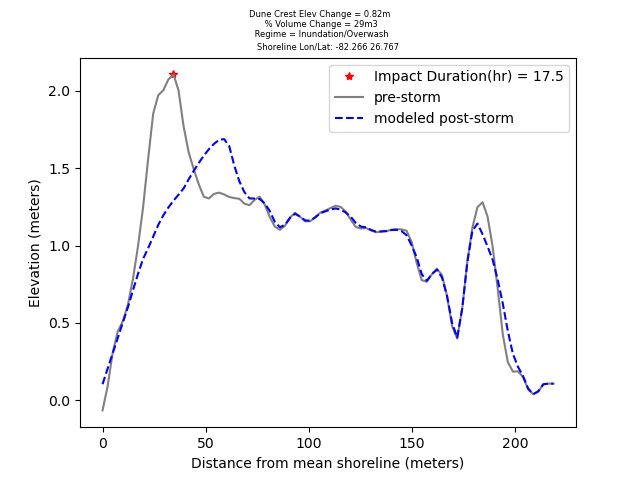 Dune Crest Elev Change = 0.82m
% Volume Change = 29m3
Regime = Inundation/Overwash
Shoreline Lon/Lat: -82.266 26.767
Impact Duration(hr) = 17.5
pre-storm
modeled post-storm
2.0
1.5
1.0
0.5
0.0
Elevation (meters)
0
50
100
150
200
Distance from mean shoreline (meters)